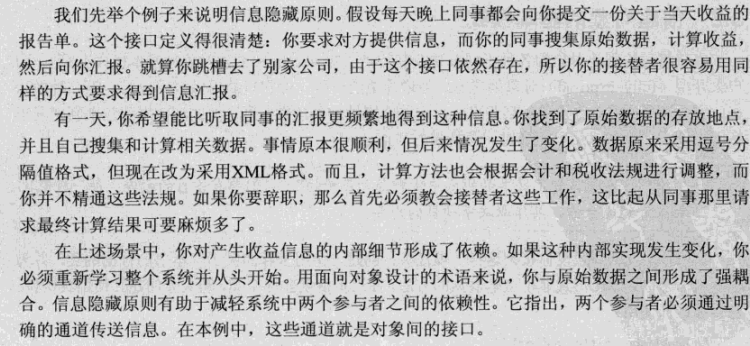 我们先举个例子来说明信息隐藏原则。假设每天晚上同事都会向你提交一份关于当天收益的
报告单。这个接口定义得很清楚：你要求对方提供信息，而你的同事搜集原始数据，计算收益，
然后向你汇报。就算你跳槽去了别家公司，由于这个接口依然存在，所以你的接替者很容易用同
样的方式要求得到信息汇报。
有一天，你希望能比听取同事的汇报更频繁地得到这种信息。你找到了原始数据的存放地点，
并且自己搜集和计算相关数据。事情原本很顺利，但后来情况发生了变化。数据原来采用逗号分
隔值格式，但现在改为采用XML格式。而且，计算方法也会根据会计和税收法规进行调整，而
你并不精通这些法规。如果你要辞职，那么首先必须教会接替者这些工作，这比起从同事那里请
求最终计算结果可要麻烦多了。
在上述场景中，你对产生收益信息的内部细节形成了依赖。如果这种内部实现发生变化，你
必须重新学习整个系统并从头开始。用面向对象设计的术语来说，你与原始数据之间形成了强耦
合。信息隐藏原则有助于减轻系统中两个参与者之间的依赖性。它指出，两个参与者必须通过明
确的通道传送信息。在本例中，这些通道就是对象间的接口。